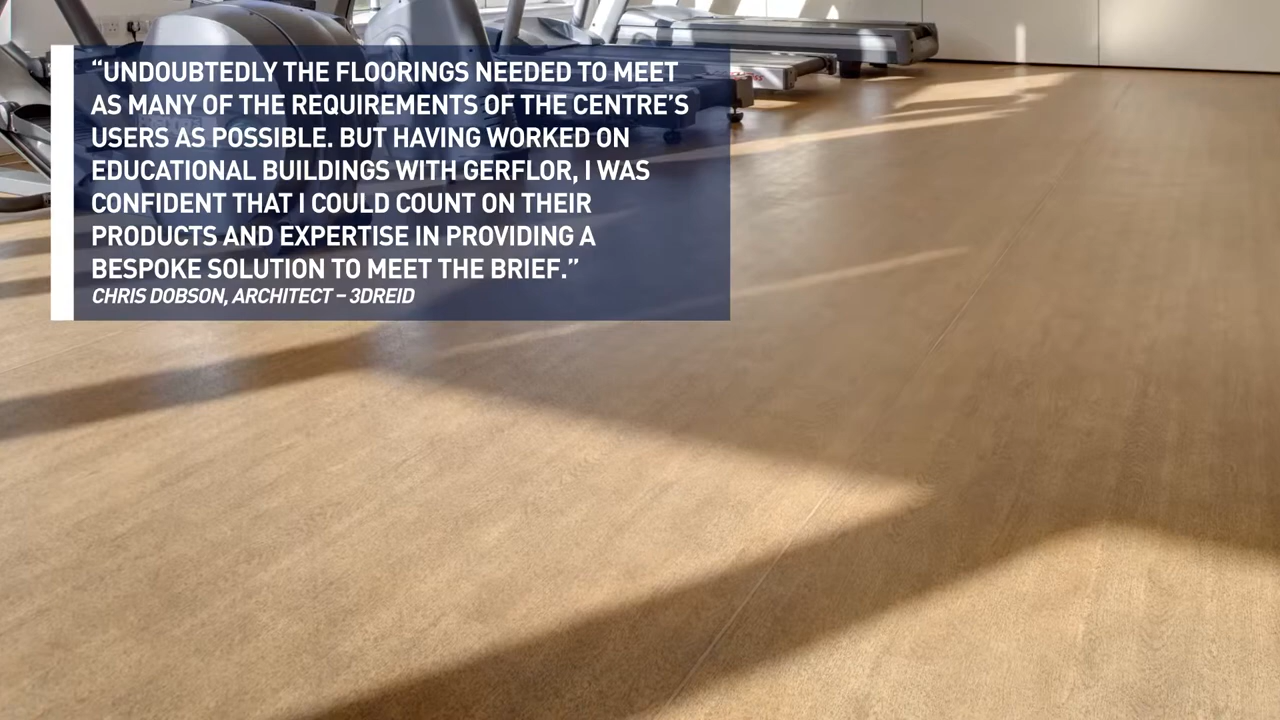 “UNDOUBTEDLY THE FLOORINGS NEEDED TO MEET
AS MANY OF THE REQUIREMENTS OF THE CENTRE’S
USERS AS POSSIBLE. BUT HAVING WORKED ON
EDUCATIONAL BUILDINGS WITH GERFLOR, I WAS
CONFIDENT THAT I COULD COUNT ON THEIR
PRODUCTS AND EXPERTISE IN PROVIDING A
BESPOKE SOLUTION TO MEET THE BRIEF.”
CHRIS DOBSON, ARCHITECT – 3DREID